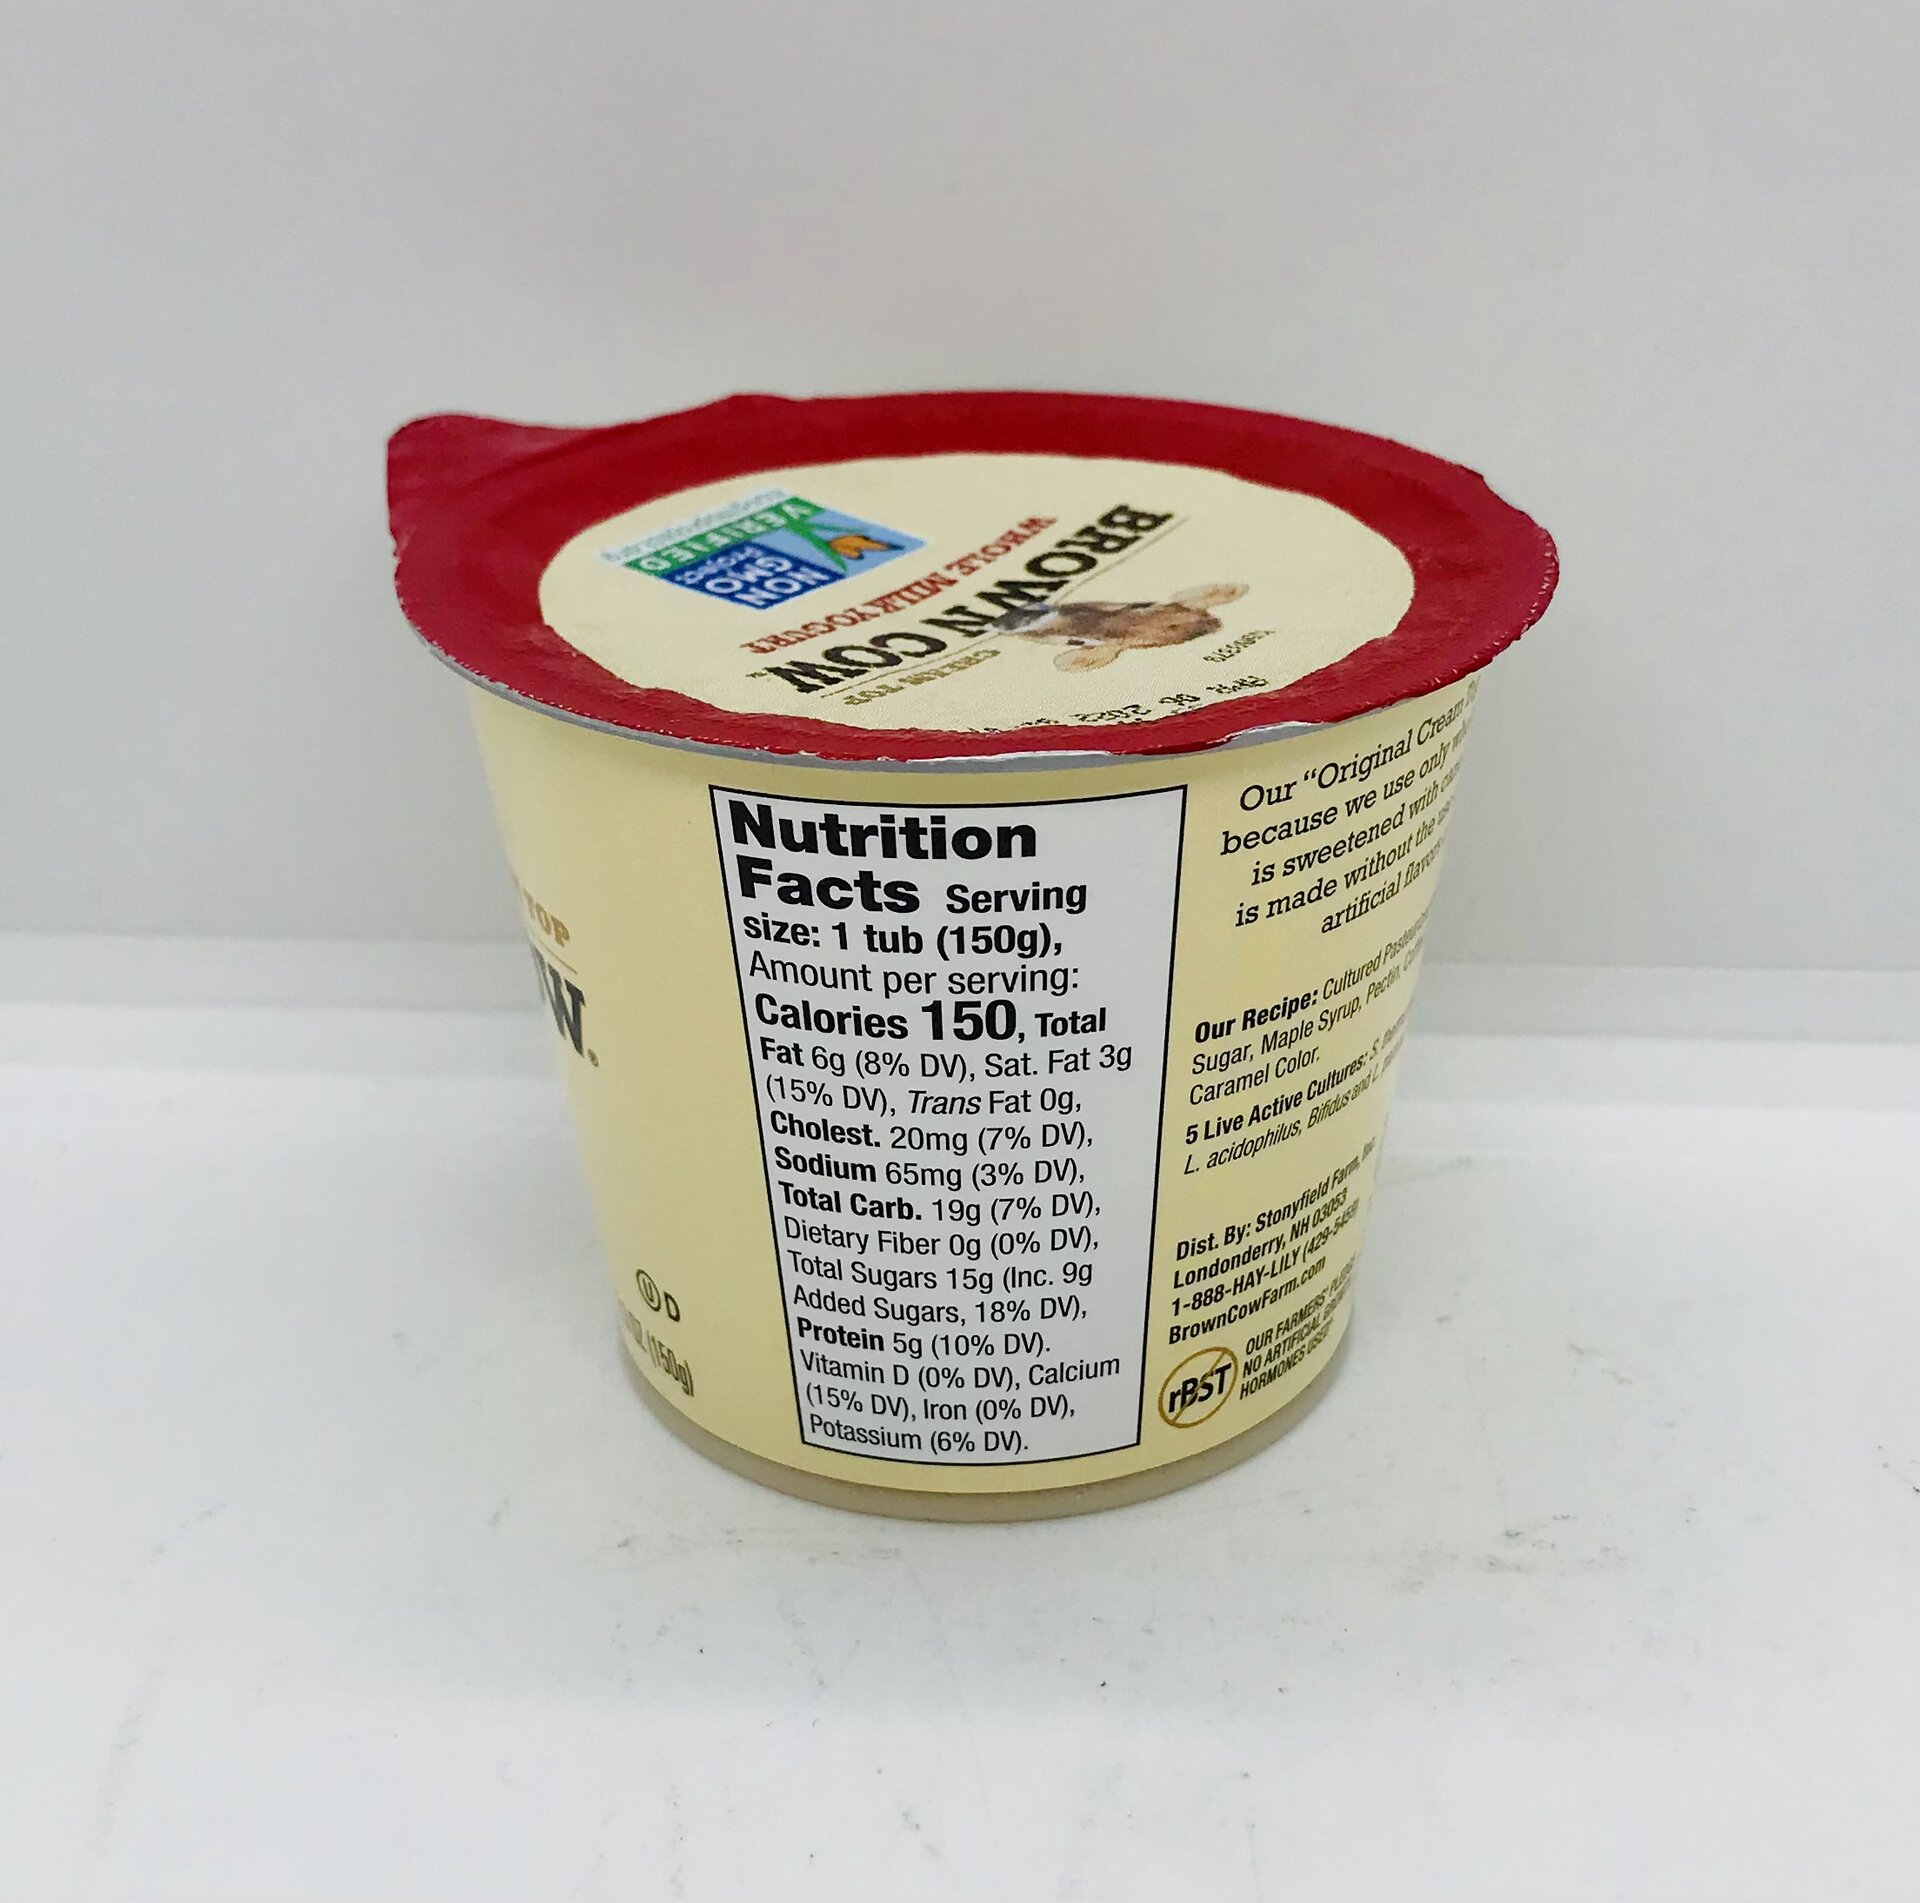 CREAM TOP
BROWN COW™
WHOLE MILK YOGURT
NON
GMO
Project
VERIFIED
nongmoproject.org
TOP
W.
Ⓤ D
(150g)
Nutrition
Facts Serving
size: 1 tub (150g),
Amount per serving:
Calories 150, Total
Fat 6g (8% DV), Sat. Fat 3g
(15% DV), Trans Fat 0g,
Cholest. 20mg (7% DV),
Sodium 65mg (3% DV),
Total Carb. 19g (7% DV),
Dietary Fiber 0g (0% DV),
Total Sugars 15g (Inc. 9g
Added Sugars, 18% DV),
Protein 5g (10% DV).
Vitamin D (0% DV), Calcium
(15% DV), Iron (0% DV),
Potassium (6% DV).
Our “Original Cream
because we use only
is sweetened with
is made without the
artificial
Our Recipe: Cultured
Sugar, Maple Syrup, Pectin,
Caramel Color.
5 Live Active Cultures: S.
L. acidophilus, Bifidus and L.
Dist. By: Stonyfield Farm,
Londonderry, NH 03053
1-888-HAY-LILY (429-5459)
BrownCowFarm.com
rBST
OUR FARMERS'
NO ARTIFICIAL
HORMONES